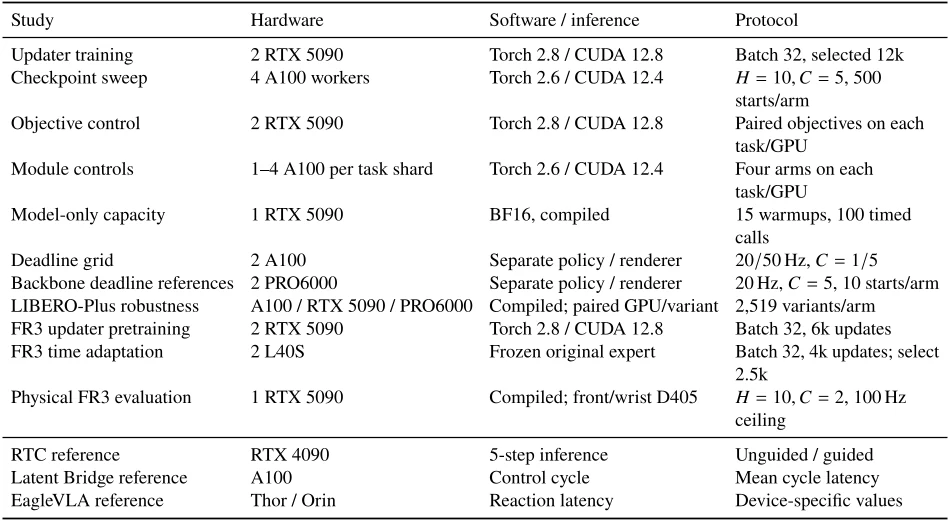 Study Hardware Software / inference Protocol
Updater training 2 RTX 5090 Torch 2.8 / CUDA 12.8 Batch 32, selected 12k
Checkpoint sweep 4 A100 workers Torch 2.6 / CUDA 12.4 H = 10, C = 5, 500
starts/arm
Objective control 2 RTX 5090 Torch 2.8 / CUDA 12.8 Paired objectives on each
task/GPU
Module controls 1–4 A100 per task shard Torch 2.6 / CUDA 12.4 Four arms on each
task/GPU
Model-only capacity 1 RTX 5090 BF16, compiled 15 warmups, 100 timed
calls
Deadline grid 2 A100 Separate policy / renderer 20/50 Hz, C = 1/5
Backbone deadline references 2 PRO6000 Separate policy / renderer 20 Hz, C = 5, 10 starts/arm
LIBERO-Plus robustness A100 / RTX 5090 / PRO6000 Compiled; paired GPU/variant 2,519 variants/arm
FR3 updater pretraining 2 RTX 5090 Torch 2.8 / CUDA 12.8 Batch 32, 6k updates
FR3 time adaptation 2 L40S Frozen original expert Batch 32, 4k updates; select
2.5k
Physical FR3 evaluation 1 RTX 5090 Compiled; front/wrist D405 H = 10, C = 2, 100 Hz
ceiling
RTC reference RTX 4090 5-step inference Unguided / guided
Latent Bridge reference A100 Control cycle Mean cycle latency
EagleVLA reference Thor / Orin Reaction latency Device-specific values